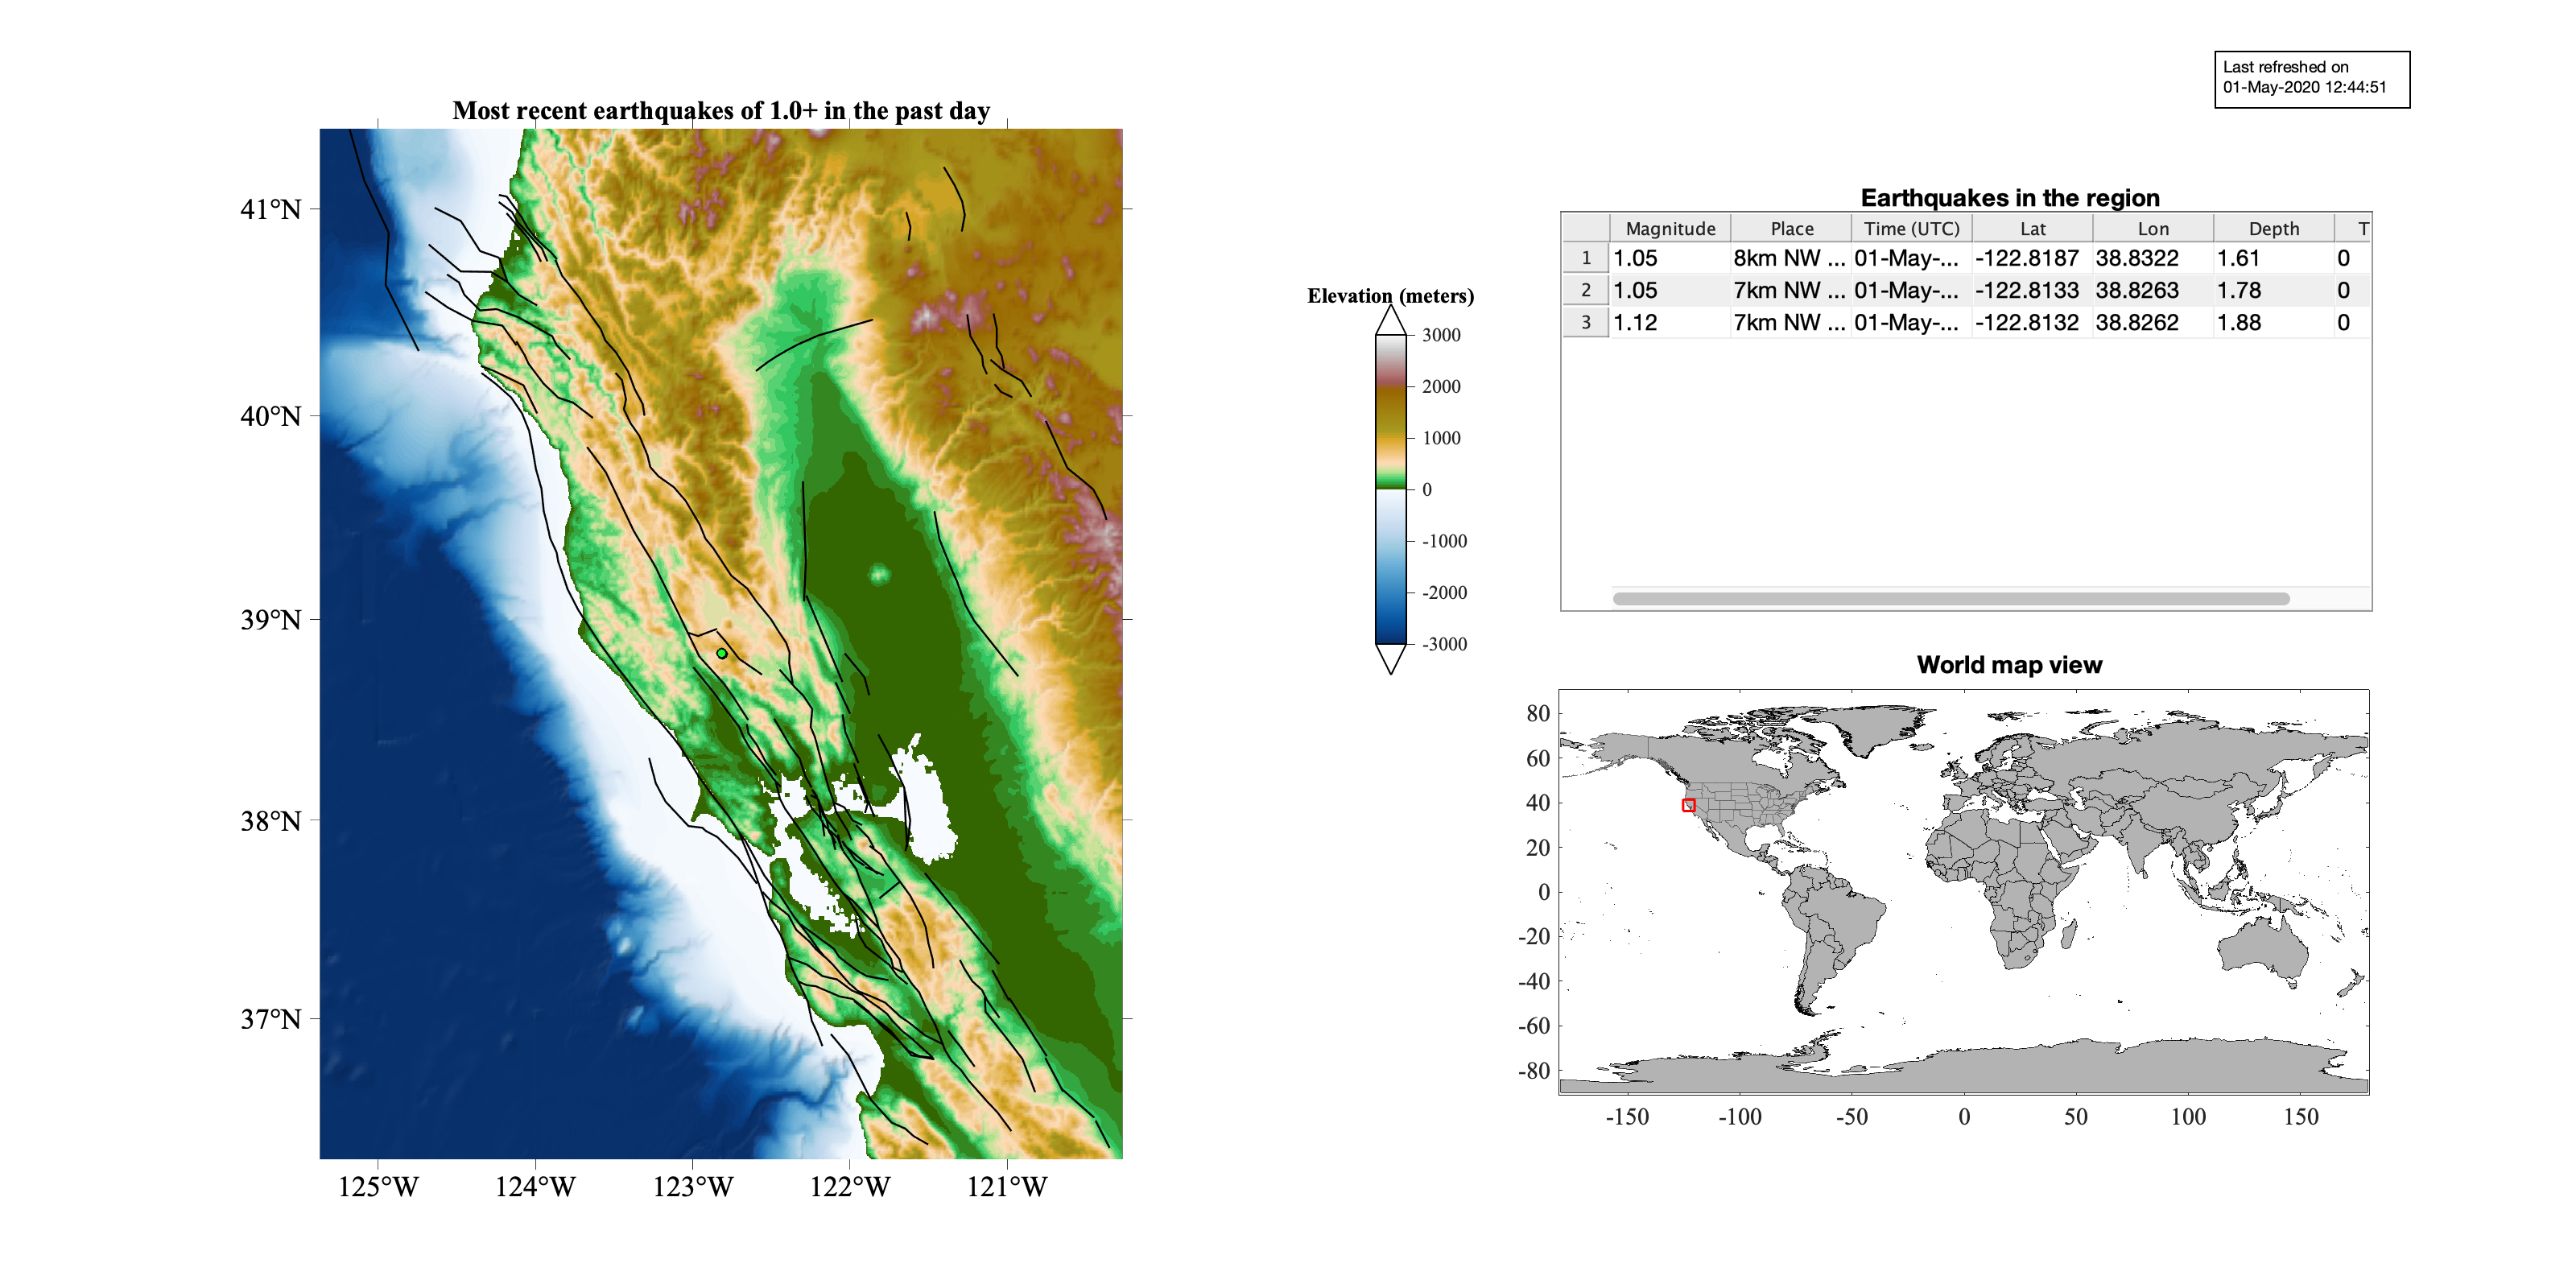 Last refreshed on
01-May-2020 12:44:51
Most recent earthquakes of 1.0+ in the past day
41°N
40°N
39°N
38°N
37°N
125°W 124°W 123°W 122°W 121°W
Elevation (meters)
3000
2000
1000
0
-1000
-2000
-3000
Earthquakes in the region
Magnitude Place Time (UTC) Lat Lon Depth T
1 1.05 8km NW ... 01-May-... -122.8187 38.8322 1.61 0
2 1.05 7km NW ... 01-May-... -122.8133 38.8263 1.78 0
3 1.12 7km NW ... 01-May-... -122.8132 38.8262 1.88 0
World map view
80
60
40
20
0
-20
-40
-60
-80
-150 -100 -50 0 50 100 150